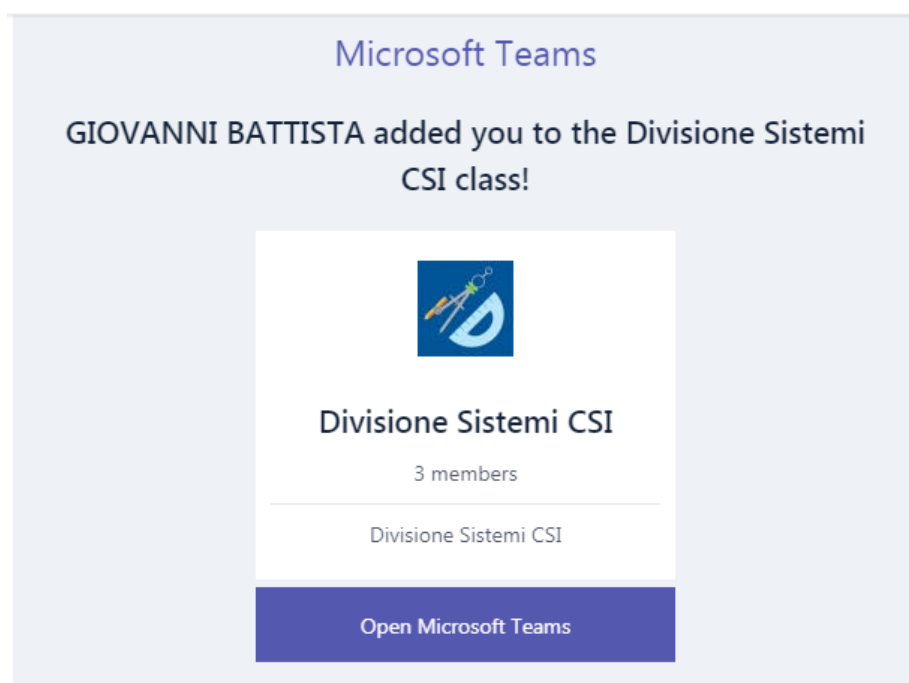 Microsoft Teams
GIOVANNI BATTISTA added you to the Divisione Sistemi
CSI class!
Divisione Sistemi CSI
3 members
Divisione Sistemi CSI
Open Microsoft Teams